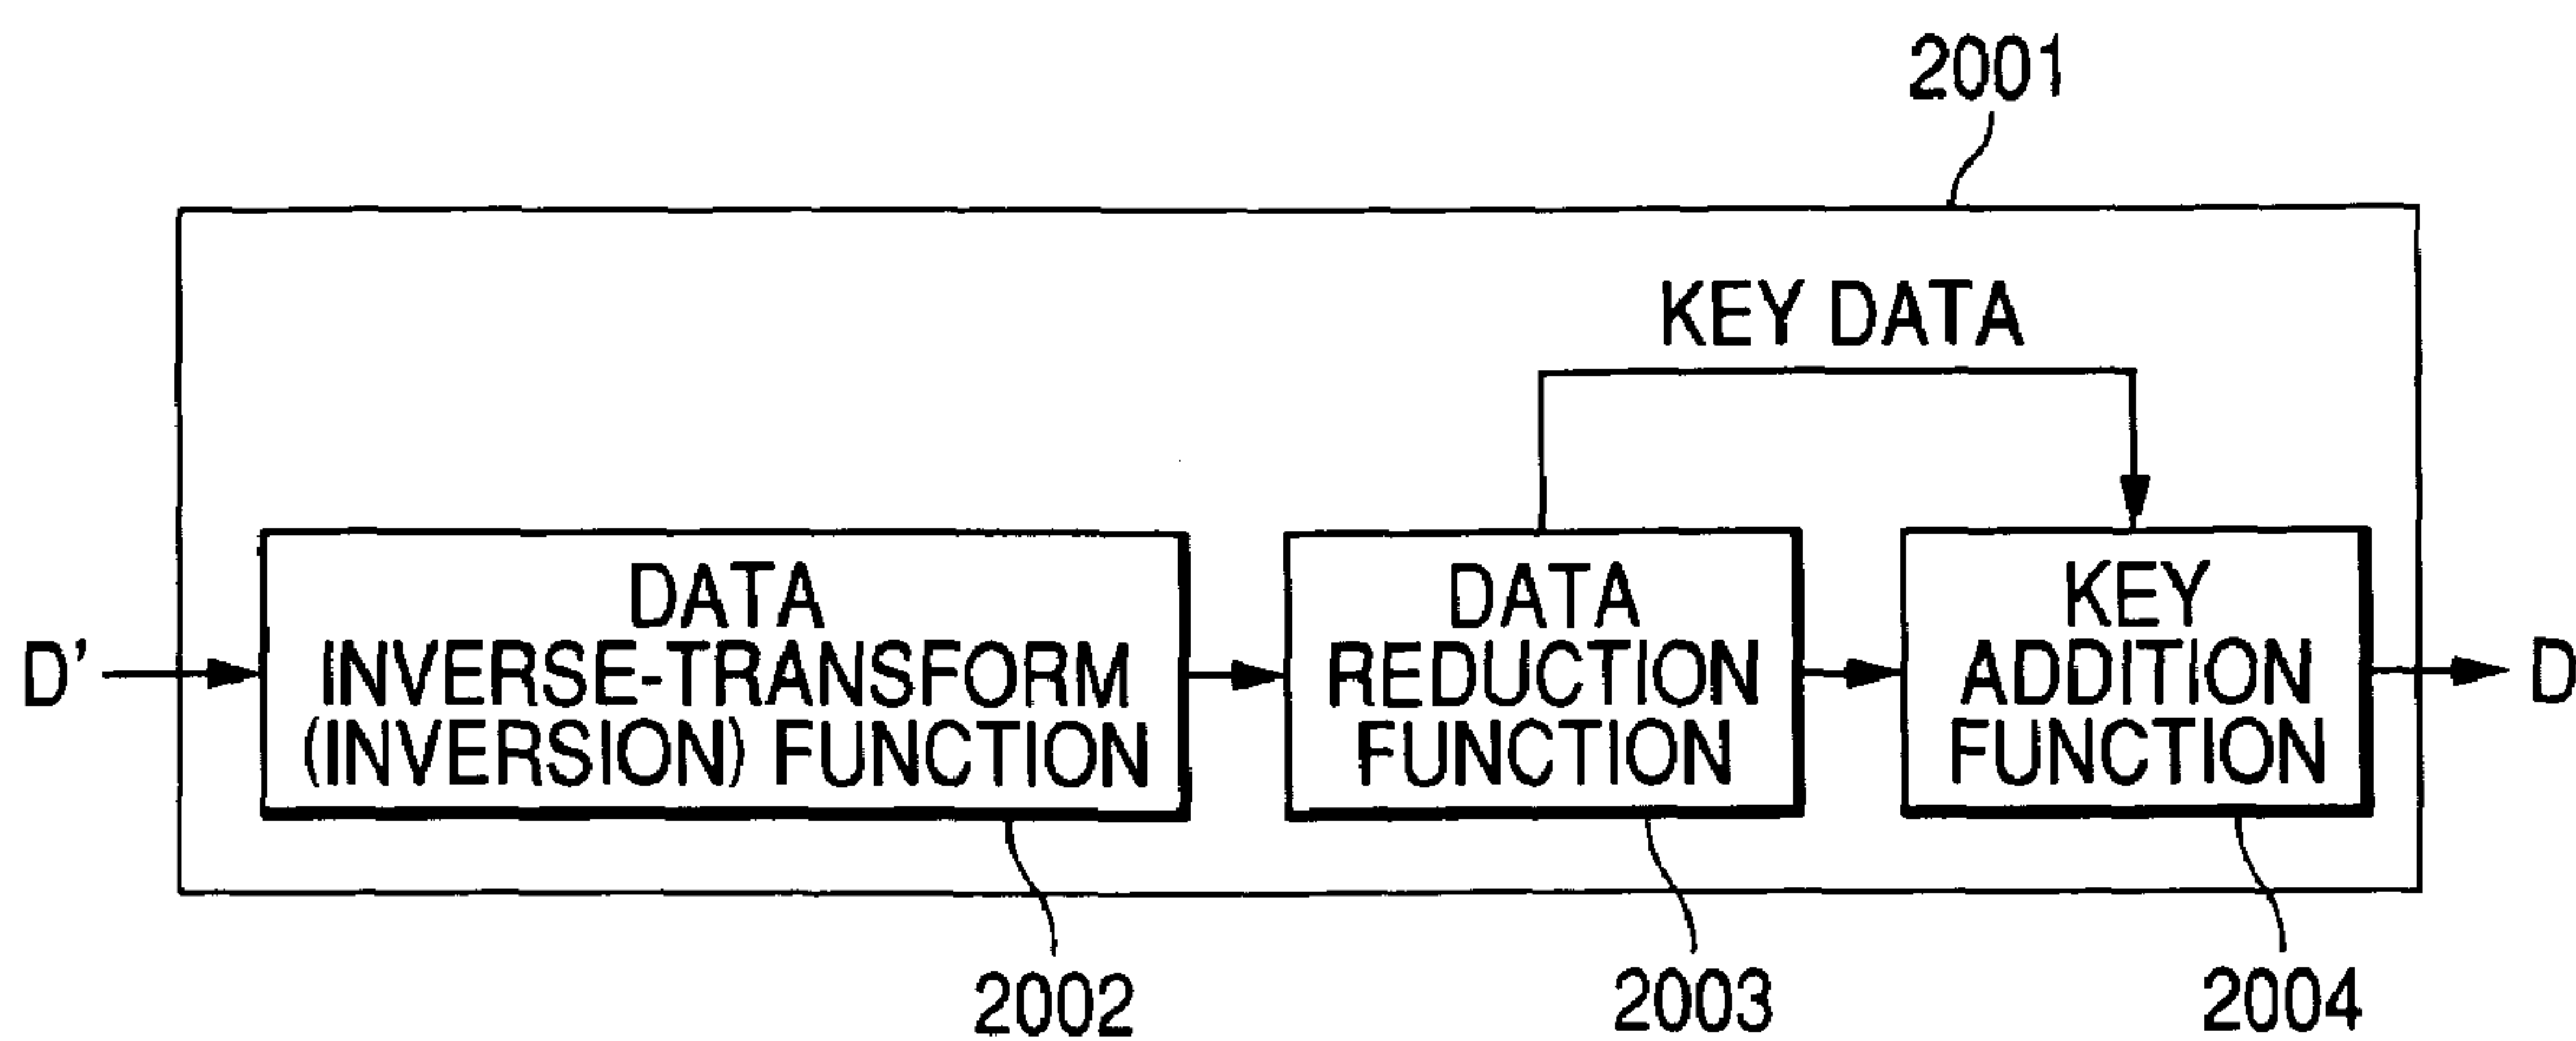 2001
KEY DATA
D'
DATA
INVERSE-TRANSFORM
(INVERSION) FUNCTION
DATA
REDUCTION
FUNCTION
KEY
ADDITION
FUNCTION
D
2002
2003
2004